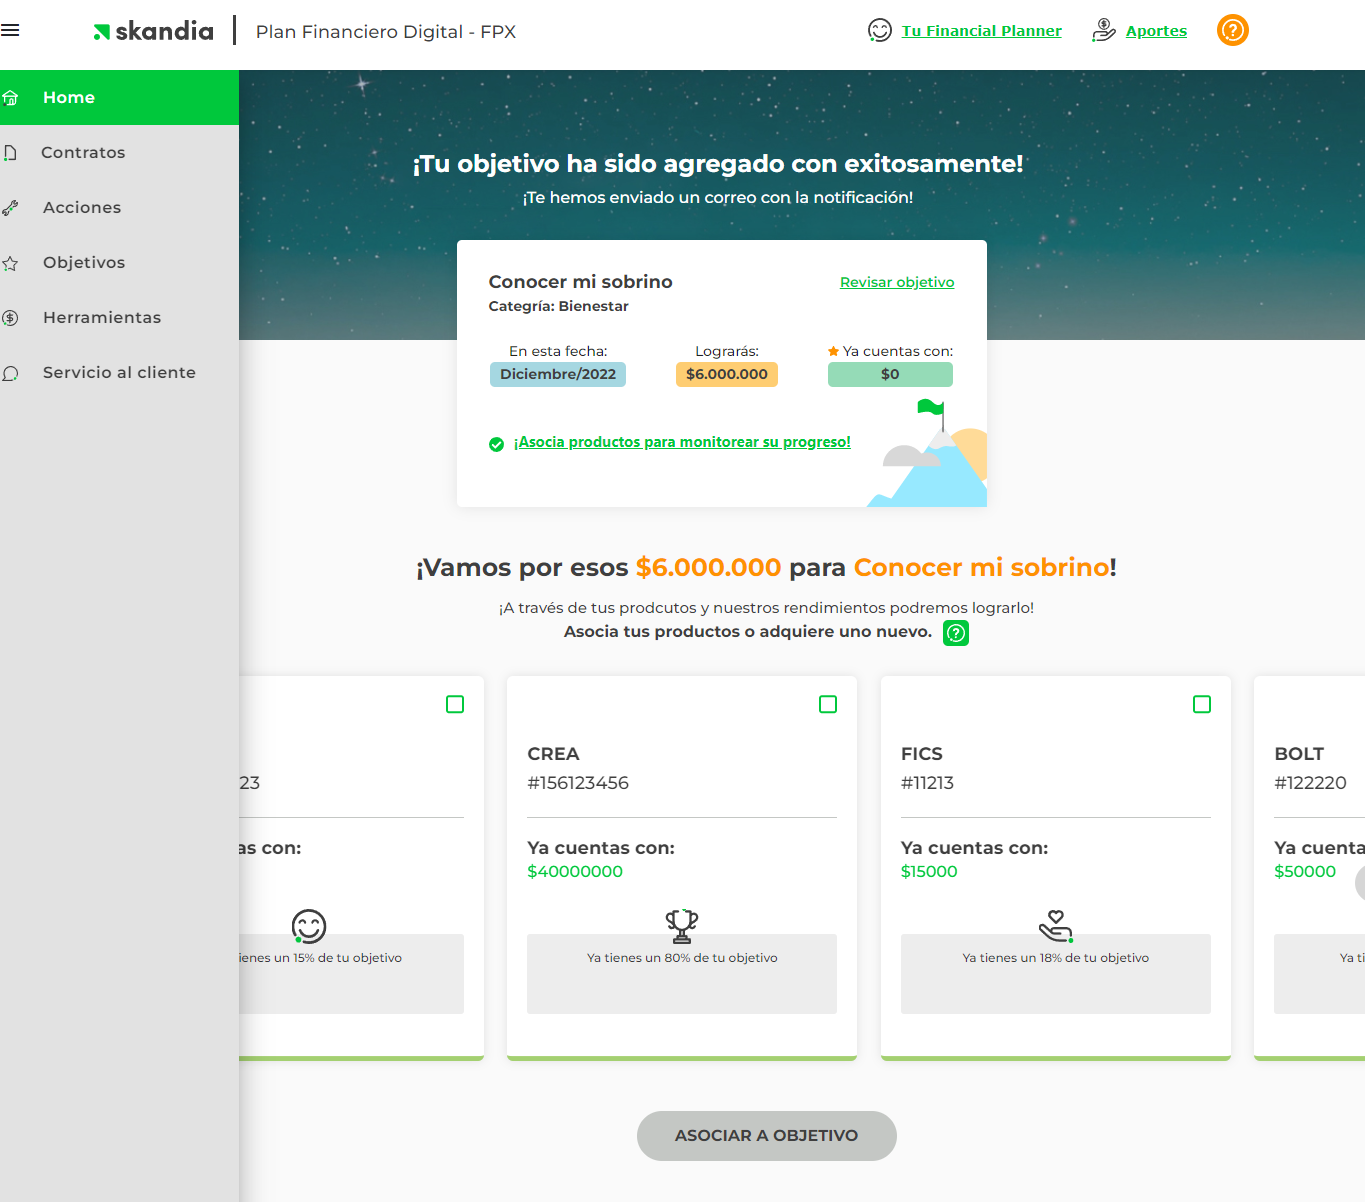 skandia
Plan Financiero Digital - FPX
Tu Financial Planner
Aportes
Home
Contratos
Acciones
Objetivos
Herramientas
Servicio al cliente
¡Tu objetivo ha sido agregado con exitosamente!
¡Te hemos enviado un correo con la notificación!
Conocer mi sobrino
Revisar objetivo
Categría: Bienestar
En esta fecha:
Diciembre/2022
Lograrás:
$6.000.000
Ya cuentas con:
$0
¡Asocia productos para monitorear su progreso!
¡Vamos por esos $6.000.000 para Conocer mi sobrino!
¡A través de tus prodcutos y nuestros rendimientos podremos lograrlo!
Asocia tus productos o adquiere uno nuevo.
23
as con:
ienes un 15% de tu objetivo
CREA
#156123456
Ya cuentas con:
$40000000
Ya tienes un 80% de tu objetivo
FICS
#11213
Ya cuentas con:
$15000
Ya tienes un 18% de tu objetivo
BOLT
#122220
Ya cuenta
$50000
Ya ti
ASOCIAR A OBJETIVO